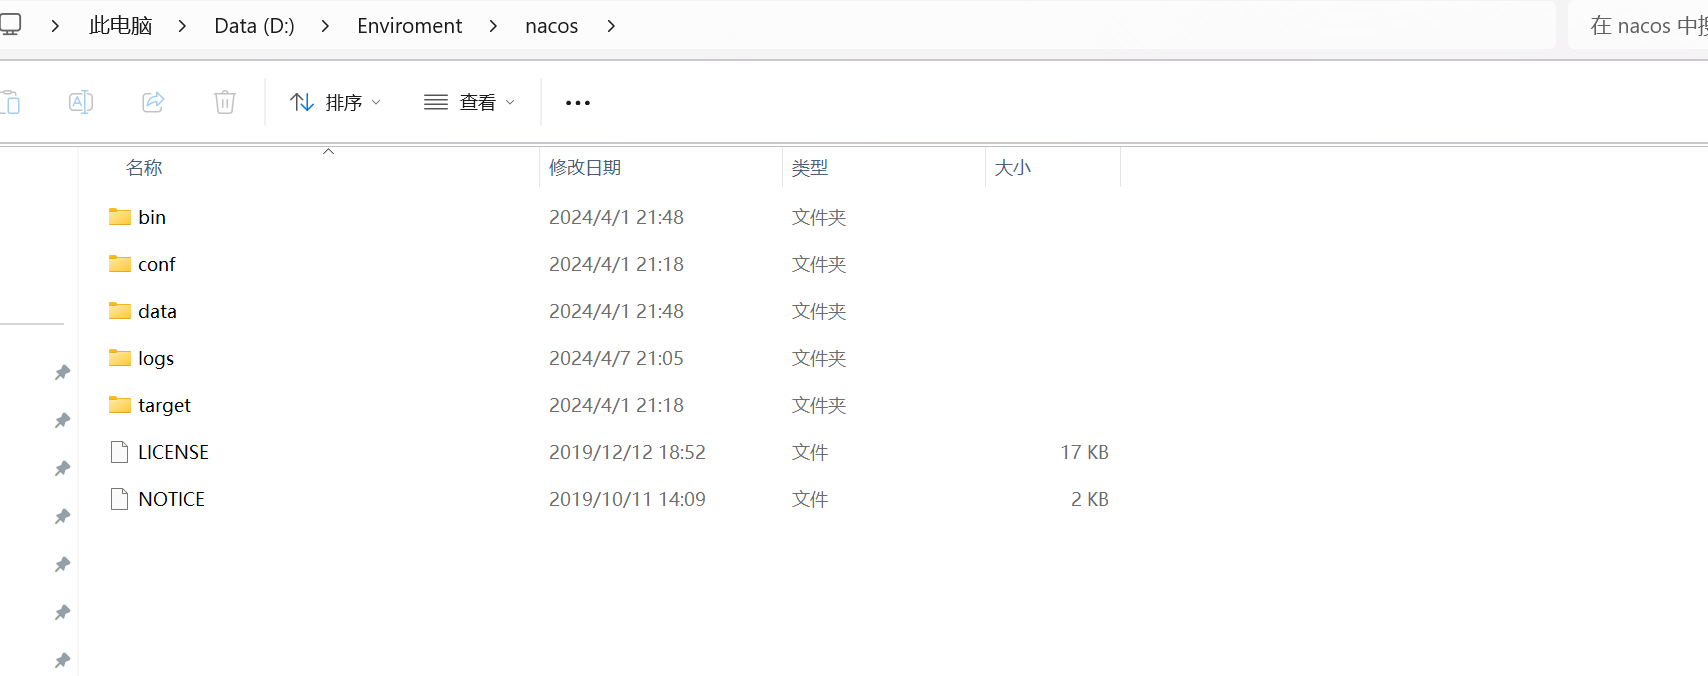 此电脑 Data (D:) Enviroment nacos 在 nacos 中
排序 查看
名称 修改日期 类型 大小
bin 2024/4/1 21:48 文件夹
conf 2024/4/1 21:18 文件夹
data 2024/4/1 21:48 文件夹
logs 2024/4/7 21:05 文件夹
target 2024/4/1 21:18 文件夹
LICENSE 2019/12/12 18:52 文件 17 KB
NOTICE 2019/10/11 14:09 文件 2 KB